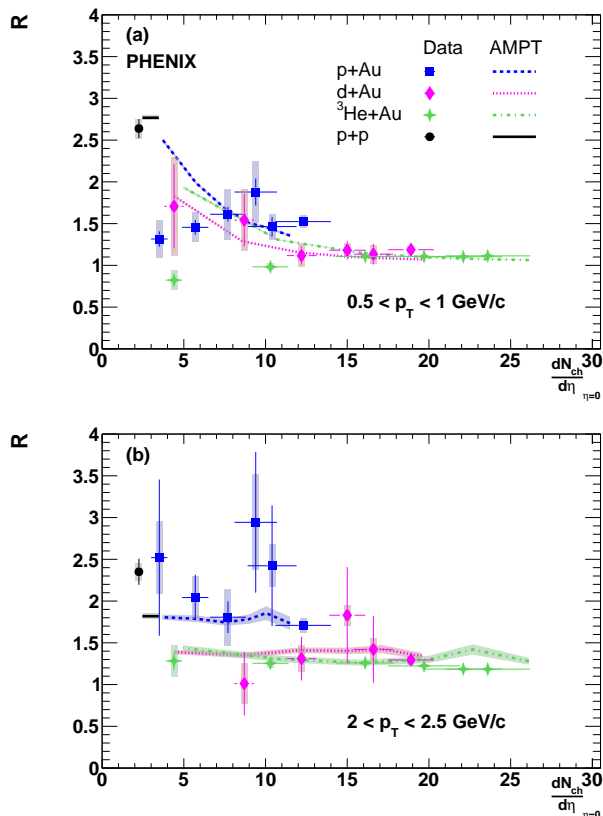 R
4
3.5
3
2.5
2
1.5
1
0.5
0
(a)
PHENIX
Data AMPT
p+Au
d+Au
³He+Au
p+p
0.5 < p_T < 1 GeV/c
0 5 10 15 20 25 30
dN_ch
dη η=0
R
4
3.5
3
2.5
2
1.5
1
0.5
0
(b)
2 < p_T < 2.5 GeV/c
0 5 10 15 20 25 30
dN_ch
dη η=0